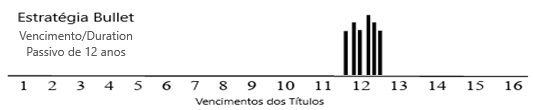 Estratégia Bullet
Vencimento/Duration
Passivo de 12 anos
1 2 3 4 5 6 7 8 9 10 11 12 13 14 15 16
Vencimentos dos Títulos